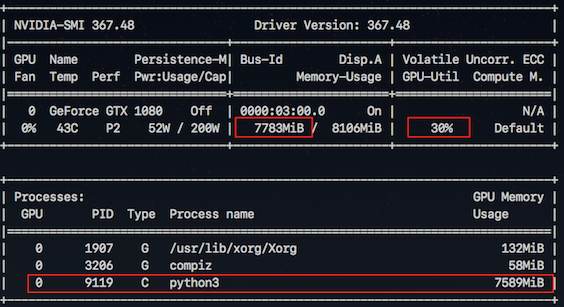 NVIDIA-SMI 367.48 Driver Version: 367.48
GPU Name Persistence-M| Bus-Id Disp.A | Volatile Uncorr. ECC
Fan Temp Perf Pwr:Usage/Cap| Memory-Usage | GPU-Util Compute M.
0 GeForce GTX 1080 Off | 0000:03:00.0 On | N/A
0% 43C P2 52W / 200W | 7783MiB / 8106MiB | 30% Default
Processes: GPU Memory
GPU PID Type Process name Usage
0 1907 G /usr/lib/xorg/Xorg 132MiB
0 3206 G compiz 58MiB
0 9119 C python3 7589MiB